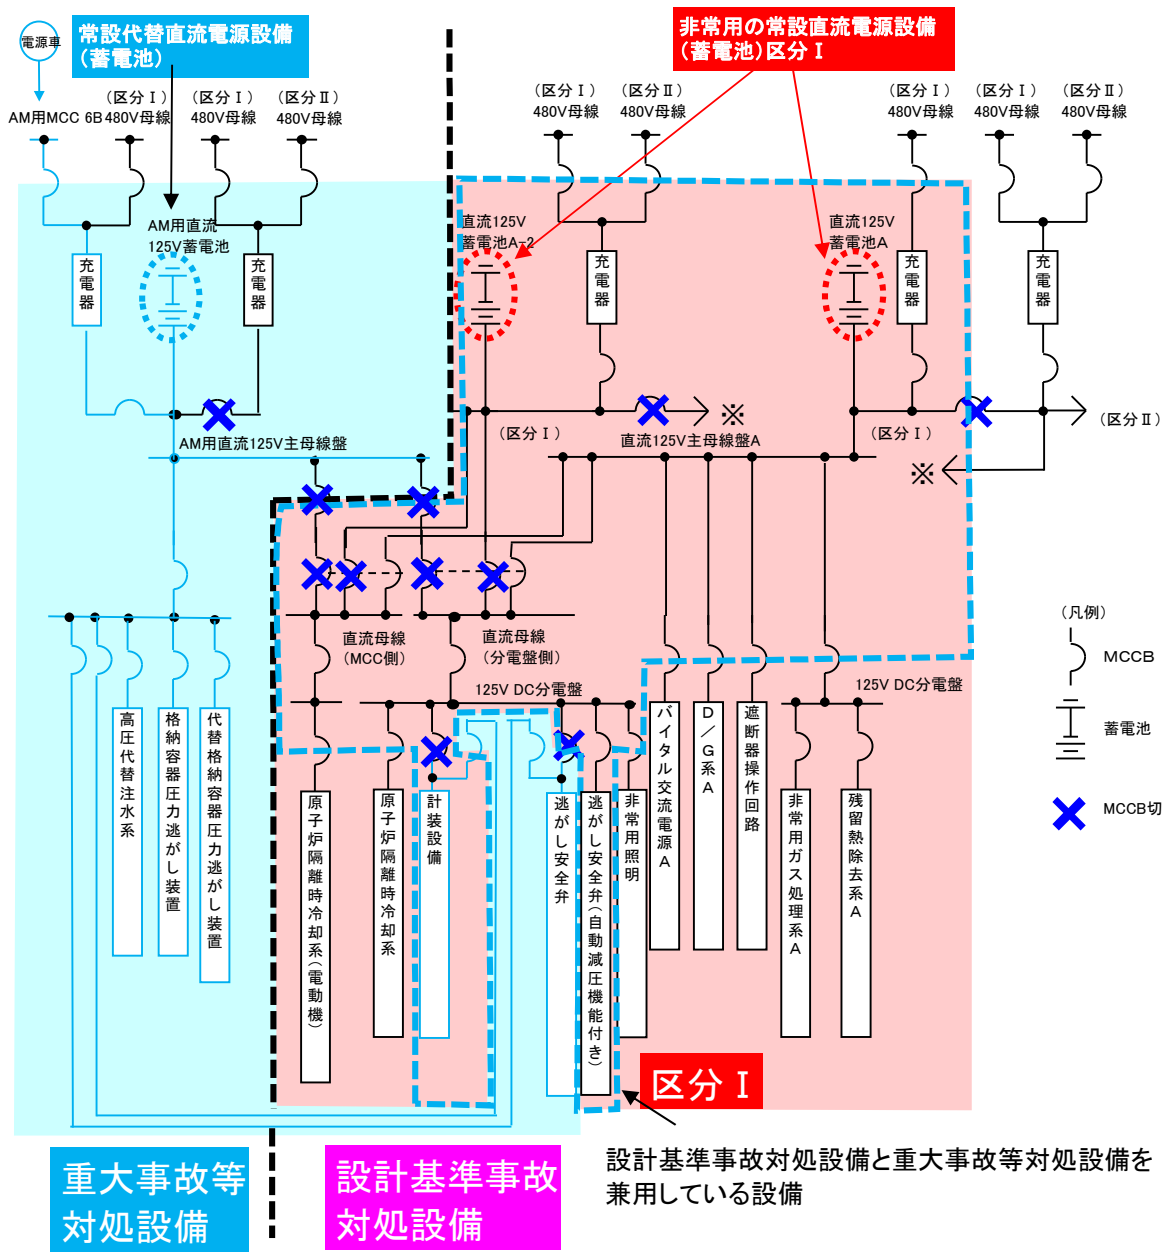 電源車
常設代替直流電源設備
（蓄電池）
非常用の常設直流電源設備
（蓄電池）区分Ⅰ
AM用MCC 6B
（区分Ⅰ）
480V母線
（区分Ⅰ）
480V母線
（区分Ⅱ）
480V母線
（区分Ⅰ）
480V母線
（区分Ⅱ）
480V母線
（区分Ⅰ）
480V母線
（区分Ⅰ）
480V母線
（区分Ⅱ）
480V母線
AM用直流
125V蓄電池
充電器
充電器
直流125V
蓄電池A-2
充電器
直流125V
蓄電池A
充電器
充電器
AM用直流125V主母線盤
（区分Ⅰ）
※
直流125V主母線盤A
（区分Ⅰ）
（区分Ⅱ）
※
直流母線
（MCC側）
直流母線
（分電盤側）
125V DC分電盤
125V DC分電盤
高圧代替注水系
格納容器圧力逃がし装置
代替格納容器圧力逃がし装置
原子炉隔離時冷却系（電動機）
原子炉隔離時冷却系
計装設備
逃がし安全弁
逃がし安全弁（自動減圧機能付き）
非常用照明
バイタル交流電源A
D／G系A
遮断器操作回路
非常用ガス処理系A
残留熱除去系A
（凡例）
MCCB
蓄電池
MCCB切
区分Ⅰ
重大事故等
対処設備
設計基準事故
対処設備
設計基準事故対処設備と重大事故等対処設備を
兼用している設備